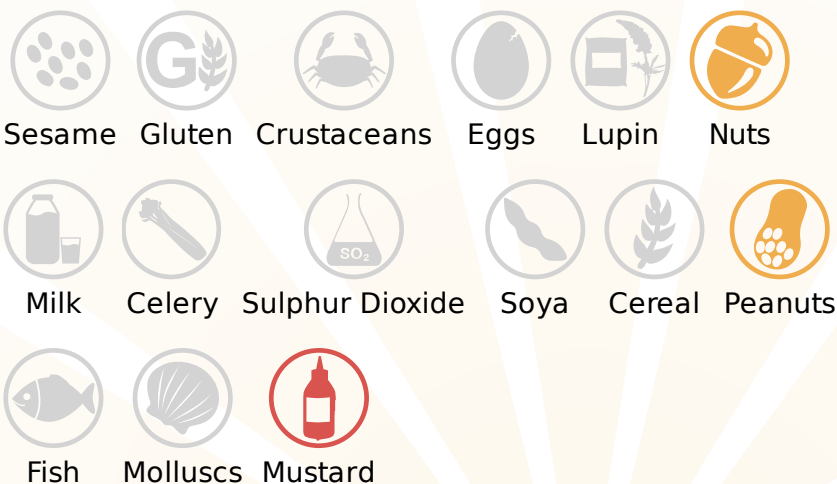 G
Sesame Gluten Crustaceans Eggs Lupin Nuts
SO₂
Milk Celery Sulphur Dioxide Soya Cereal Peanuts
Fish Molluscs Mustard